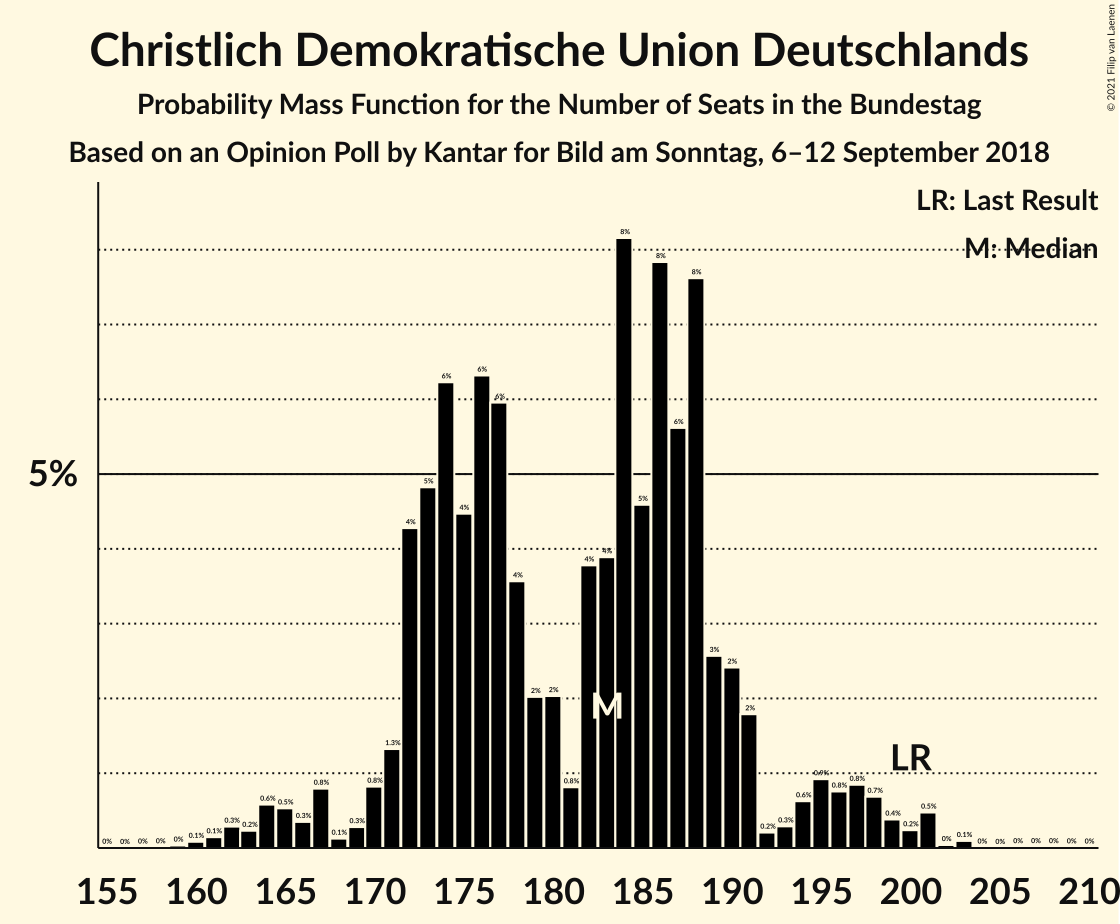 Christlich Demokratische Union Deutschlands
Probability Mass Function for the Number of Seats in the Bundestag
Based on an Opinion Poll by Kantar for Bild am Sonntag, 6–12 September 2018
© 2021 Filip van Laenen
LR: Last Result
M: Median
5%
0% 0% 0% 0% 0% 0.1% 0.1% 0.3% 0.2% 0.6% 0.5% 0.3% 0.8% 0.1% 0.3% 0.8% 1.3% 4% 5% 6% 4% 6% 6% 4% 2% 2% 0.8% 4% 4% 8% 5% 8% 6% 8% 3% 2% 2% 0.2% 0.3% 0.6% 0.9% 0.8% 0.8% 0.7% 0.4% 0.2% 0.5% 0% 0.1% 0% 0% 0% 0% 0% 0% 0%
M
LR
155 160 165 170 175 180 185 190 195 200 205 210